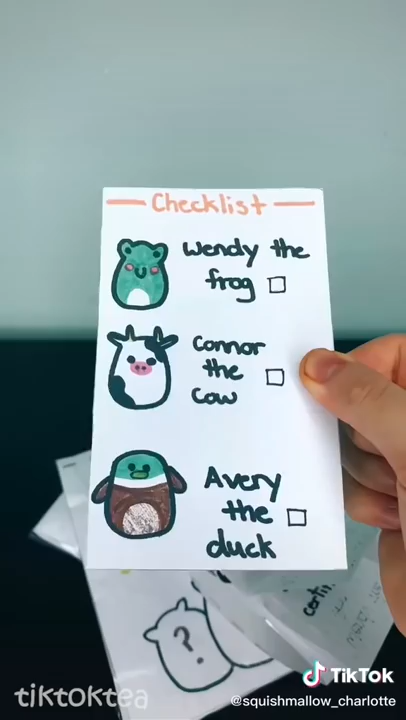 Checklist
Wendy the
frog
Connor
the
Cow
Avery
the
duck
?
TikTok
tiktoktea
@squishmallow_charlotte